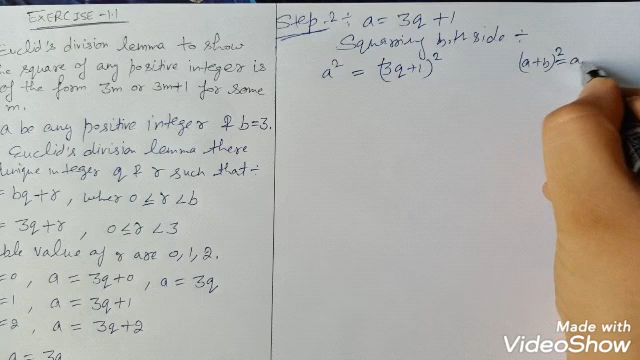 EXERCISE-1.1
Euclid's division lemma to show
square of any positive integer is
of the form 3m or 3m+1 for some
m.
a be any positive integer & b=3.
Euclid's division lemma there
unique integer q & r such that ÷
= bq+r, wher 0≤r<b
= 3q+r, 0≤r<3
value of r are 0,1,2.
=0, a = 3q+0, a = 3q
=1, a = 3q+1
=2, a = 3q+2
a = 3q
Step-2 ÷ a = 3q+1
Squaring both side ÷
a² = (3q+1)²
(a+b)²= a
Made with
VideoShow